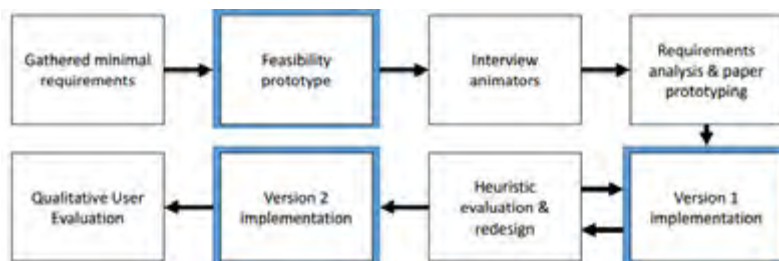 Gathered minimal
requirements
Feasibility
prototype
Interview
animators
Requirements
analysis & paper
prototyping
Qualitative User
Evaluation
Version 2
implementation
Heuristic
evaluation &
redesign
Version 1
implementation